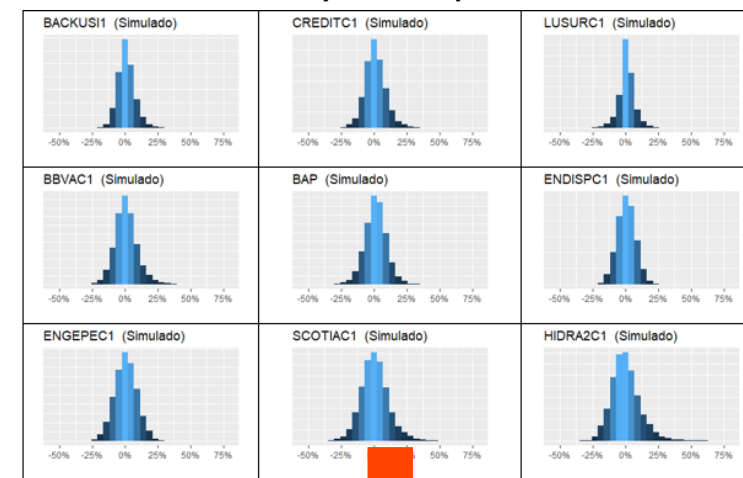 BACKUSI1 (Simulado)
CREDITC1 (Simulado)
LUSURC1 (Simulado)
-50% -25% 0% 25% 50% 75%
-50% -25% 0% 25% 50% 75%
-50% -25% 0% 25% 50% 75%
BBVAC1 (Simulado)
BAP (Simulado)
ENDISPC1 (Simulado)
-50% -25% 0% 25% 50% 75%
-50% -25% 0% 25% 50% 75%
-50% -25% 0% 25% 50% 75%
ENGEPEC1 (Simulado)
SCOTIAC1 (Simulado)
HIDRA2C1 (Simulado)
-50% -25% 0% 25% 50% 75%
-50% -25% 0% 25% 50% 75%
-50% -25% 0% 25% 50% 75%